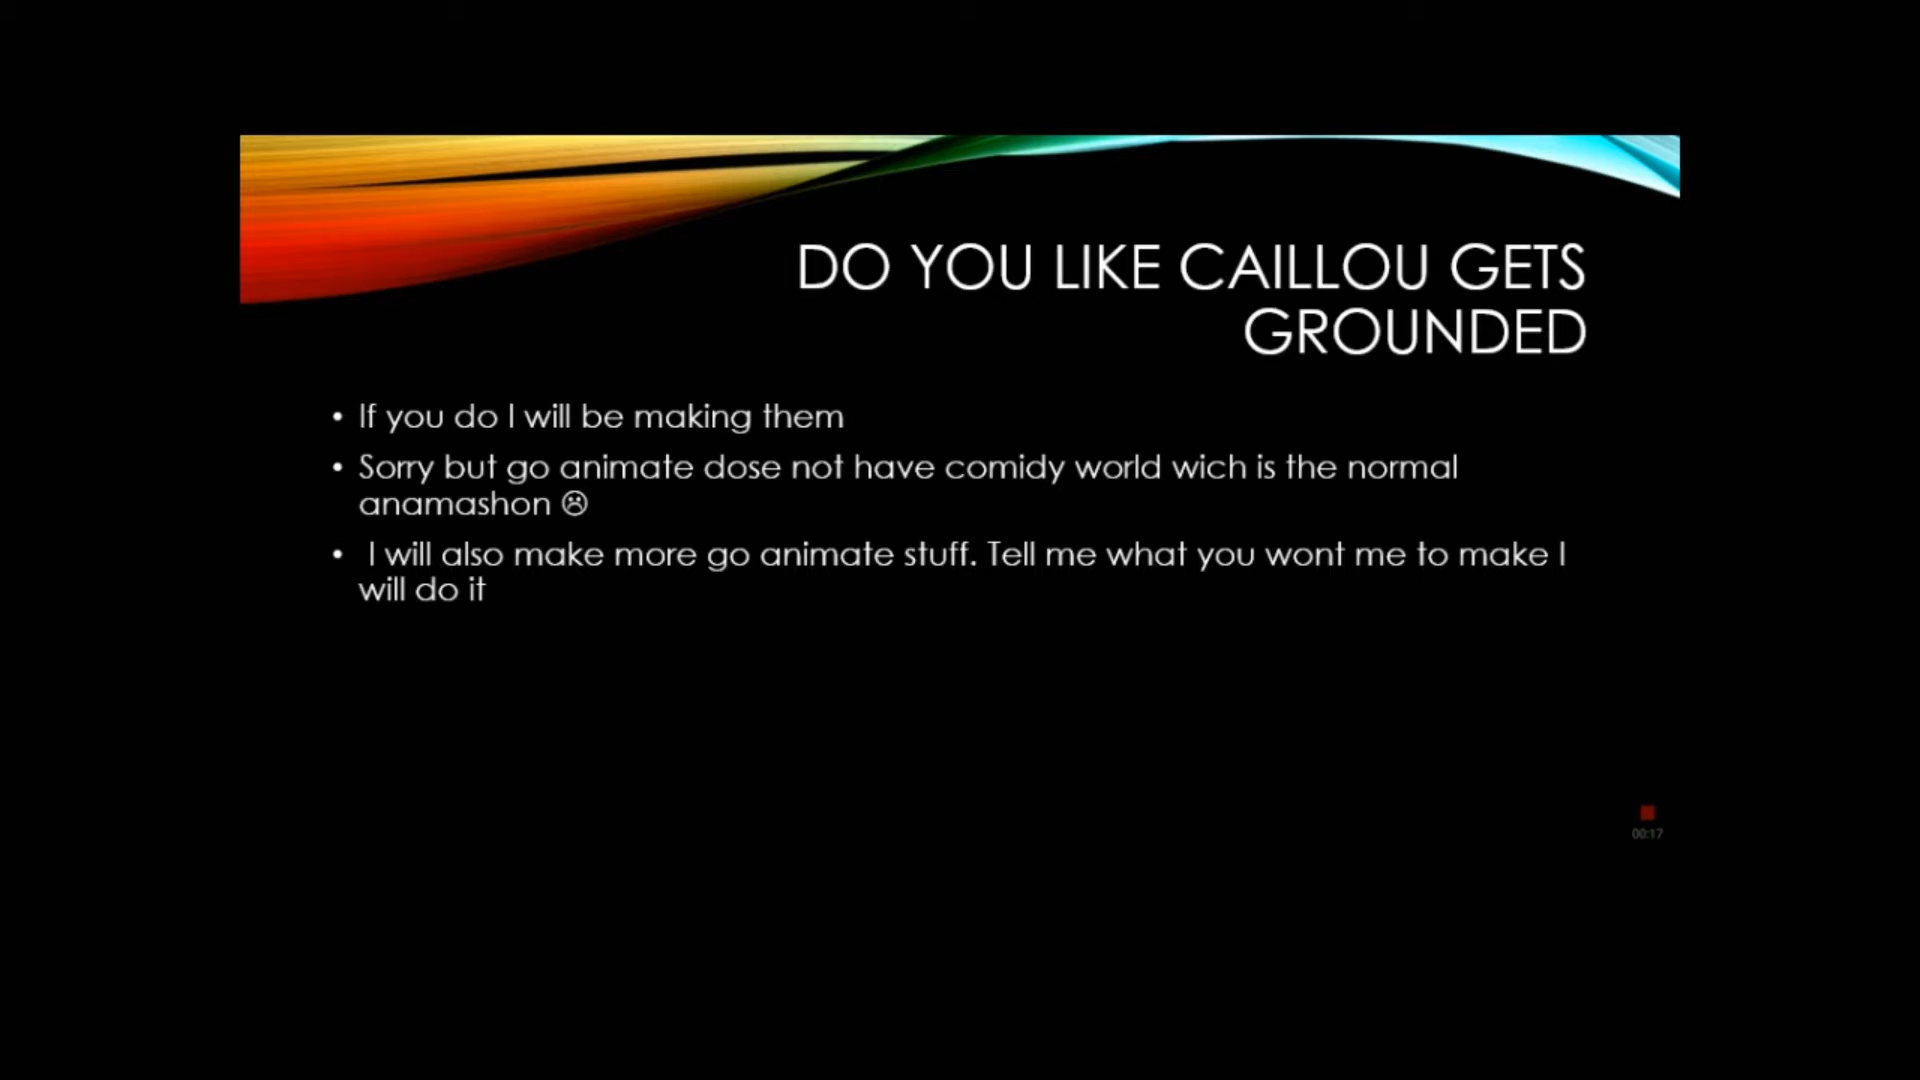 DO YOU LIKE CAILLOU GETS
GROUNDED
• If you do I will be making them
• Sorry but go animate dose not have comidy world wich is the normal
anamashon ☹
• I will also make more go animate stuff. Tell me what you wont me to make I
will do it
00:17